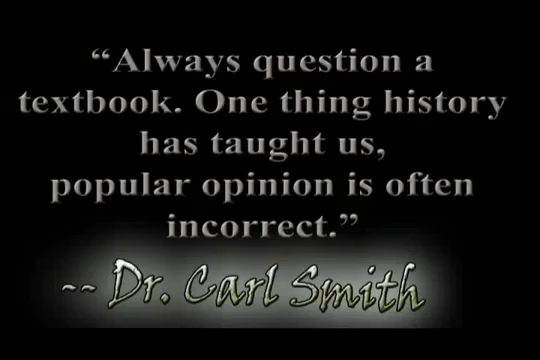 “Always question a
textbook. One thing history
has taught us,
popular opinion is often
incorrect.”
-- Dr. Carl Smith